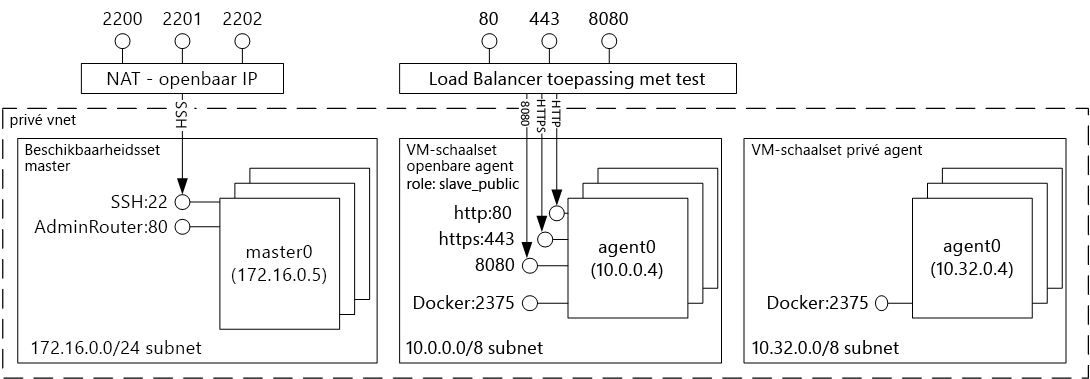 2200 2201 2202
80 443 8080
NAT - openbaar IP
Load Balancer toepassing met test
SSH
8080
HTTPS
HTTP
privé vnet
Beschikbaarheidsset
master
SSH:22
AdminRouter:80
master0
(172.16.0.5)
172.16.0.0/24 subnet
VM-schaalset
openbare agent
role: slave_public
http:80
https:443
8080
Docker:2375
agent0
(10.0.0.4)
10.0.0.0/8 subnet
VM-schaalset privé agent
agent0
(10.32.0.4)
Docker:2375
10.32.0.0/8 subnet